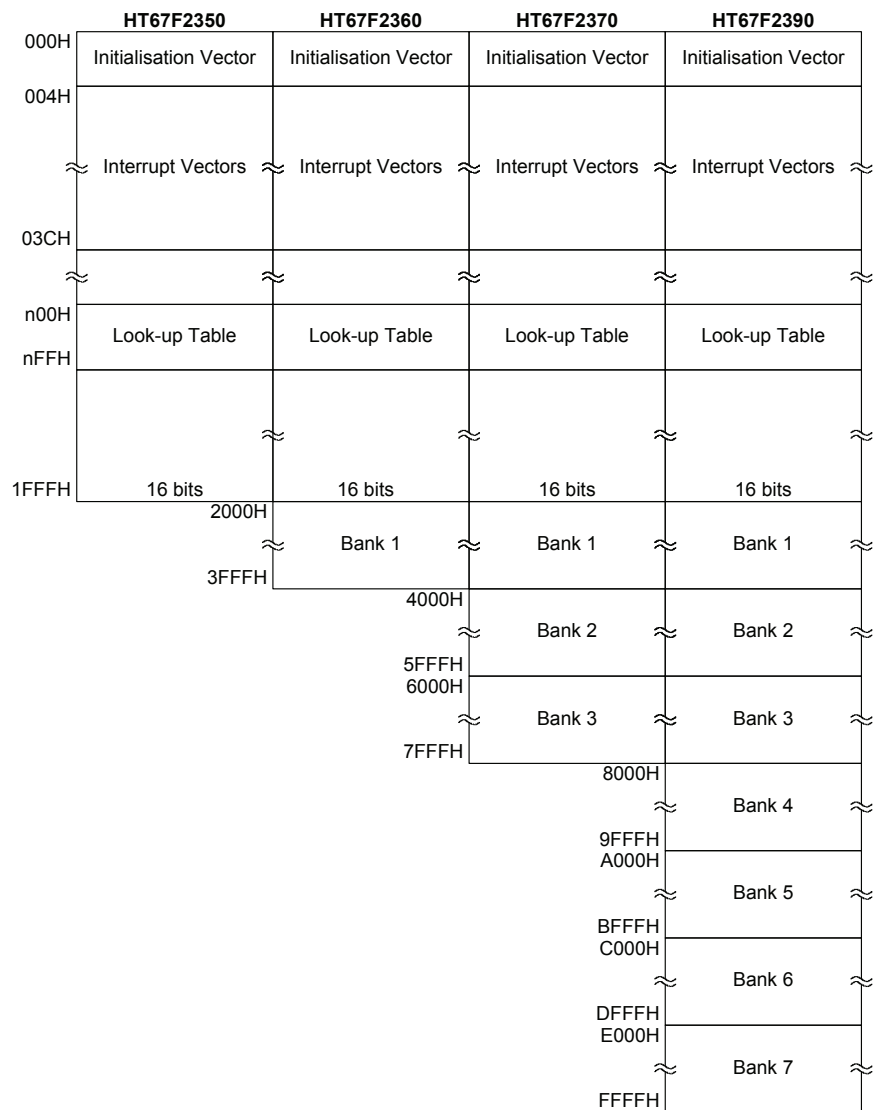 HT67F2350 HT67F2360 HT67F2370 HT67F2390
000H
Initialisation Vector Initialisation Vector Initialisation Vector Initialisation Vector
004H
Interrupt Vectors Interrupt Vectors Interrupt Vectors Interrupt Vectors
03CH
n00H
Look-up Table Look-up Table Look-up Table Look-up Table
nFFH
1FFFH 16 bits 16 bits 16 bits 16 bits
2000H
Bank 1 Bank 1 Bank 1
3FFFH
4000H
Bank 2 Bank 2
5FFFH
6000H
Bank 3 Bank 3
7FFFH
8000H
Bank 4
9FFFH
A000H
Bank 5
BFFFH
C000H
Bank 6
DFFFH
E000H
Bank 7
FFFFH